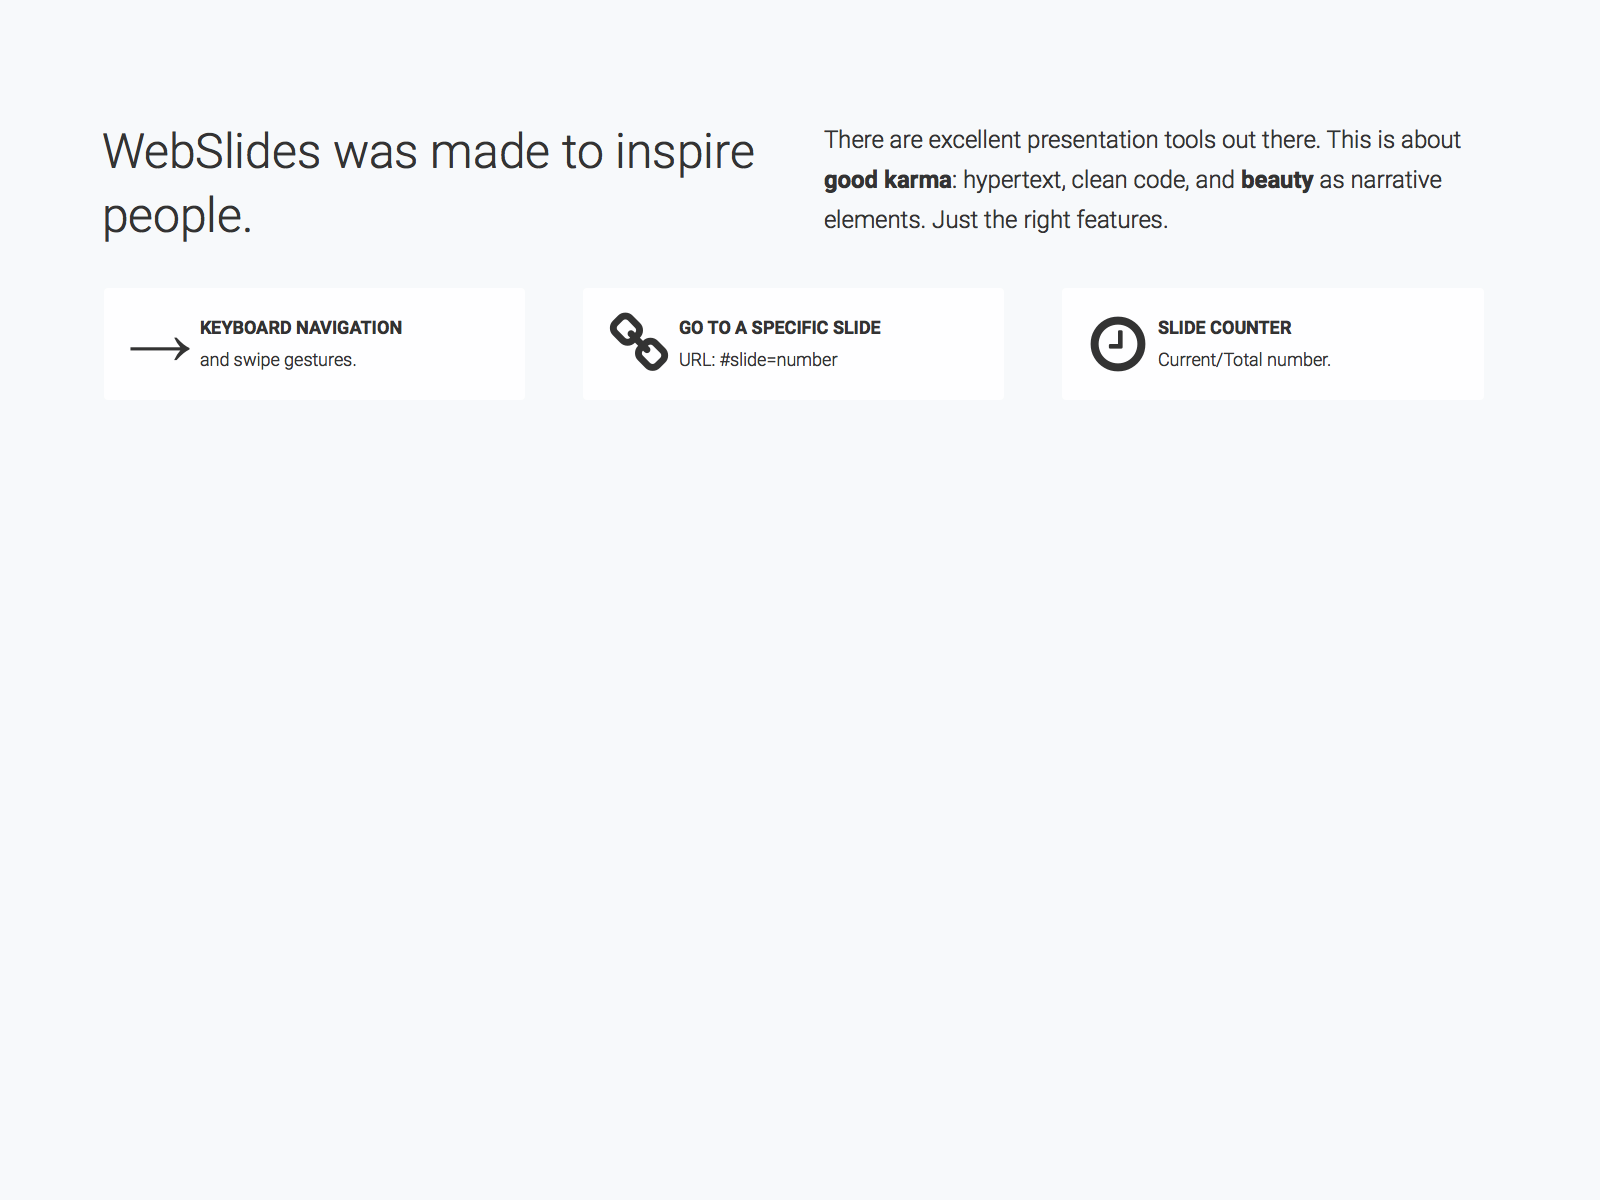 WebSlides was made to inspire
people.
There are excellent presentation tools out there. This is about
good karma: hypertext, clean code, and beauty as narrative
elements. Just the right features.
KEYBOARD NAVIGATION
and swipe gestures.
GO TO A SPECIFIC SLIDE
URL: #slide=number
SLIDE COUNTER
Current/Total number.